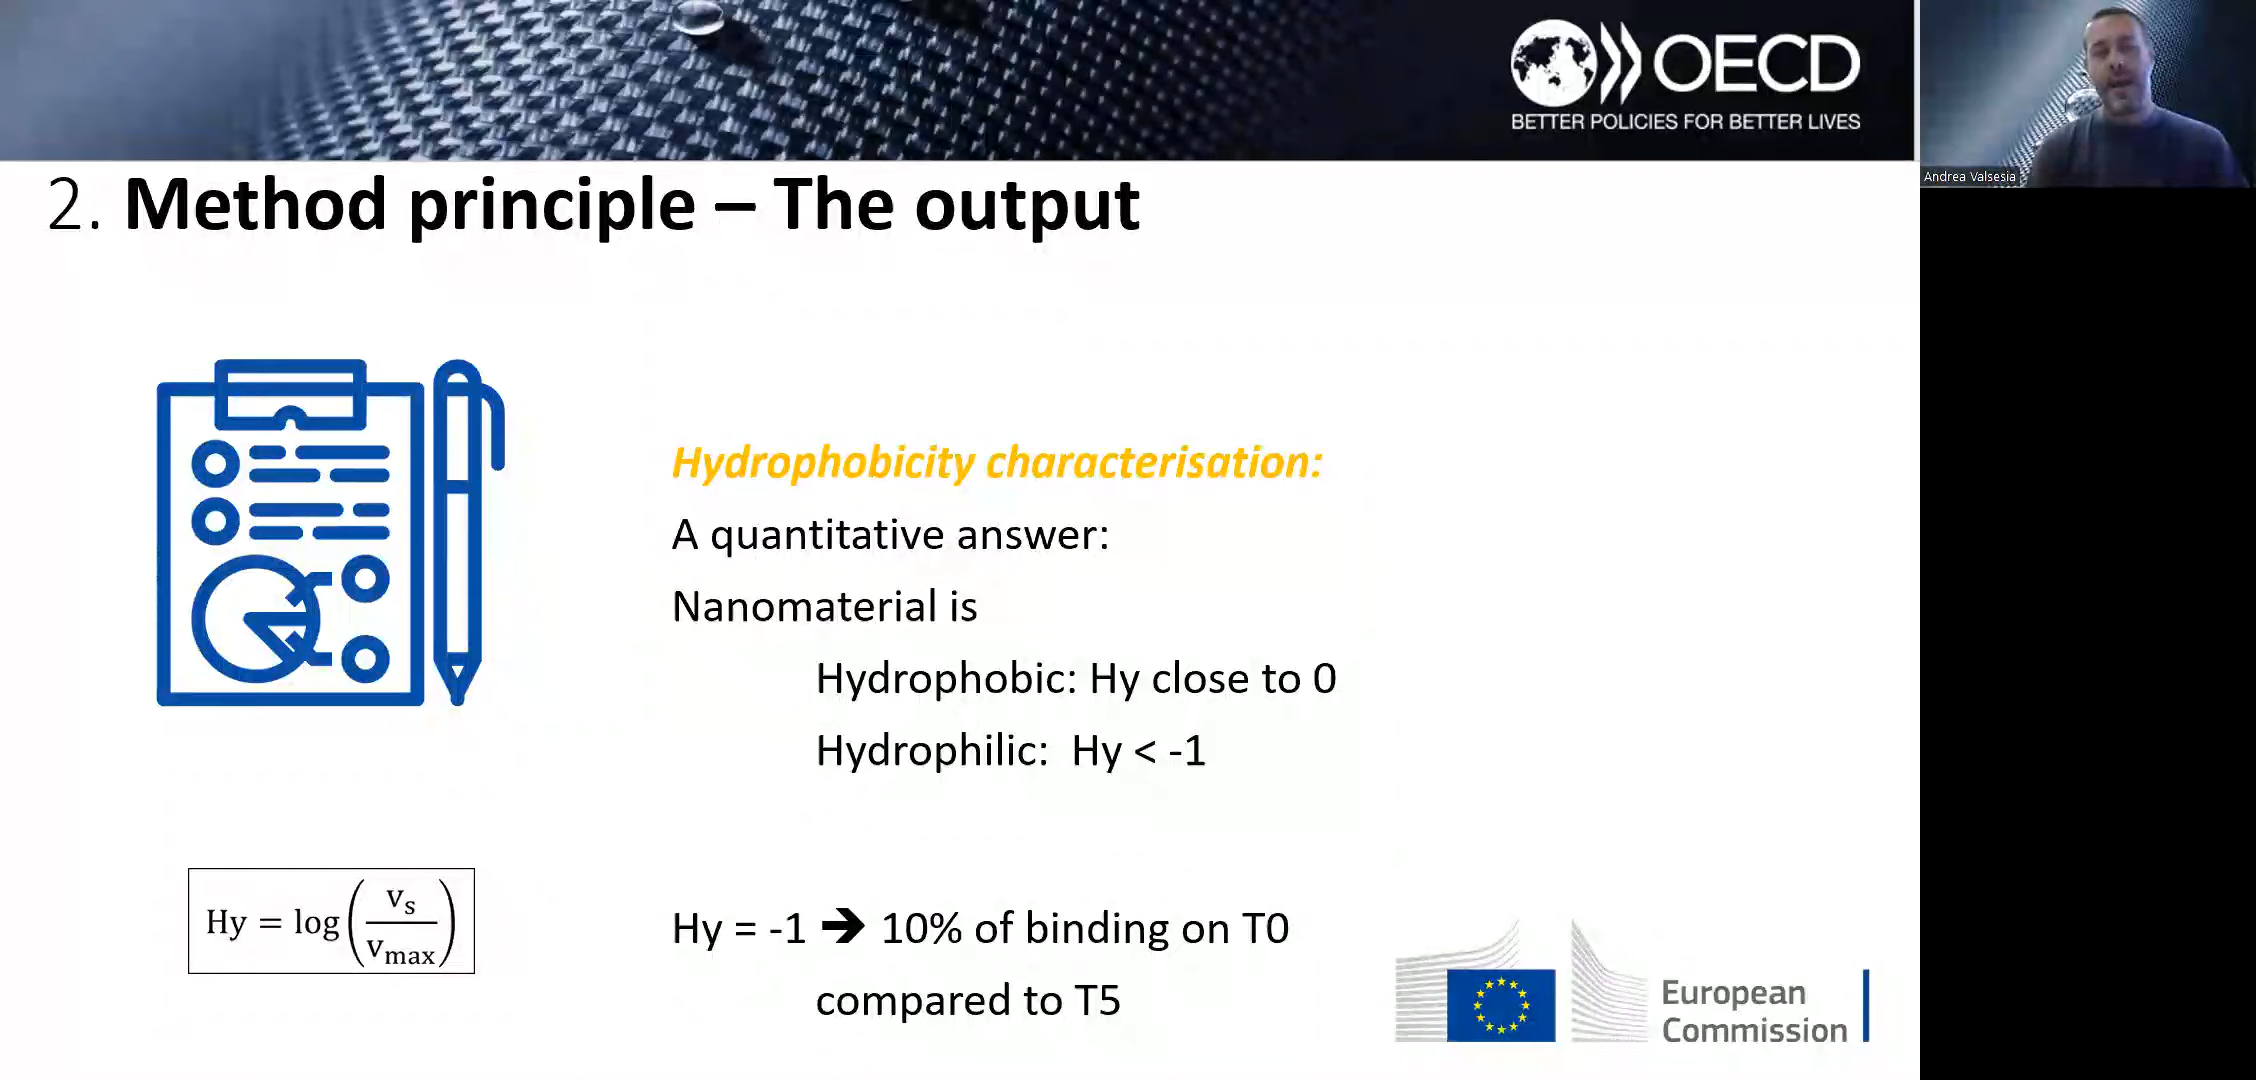 OECD
BETTER POLICIES FOR BETTER LIVES
Andrea Valsesia
2. Method principle – The output
Hydrophobicity characterisation:
A quantitative answer:
Nanomaterial is
Hydrophobic: Hy close to 0
Hydrophilic: Hy < -1
Hy = log(vs/vmax)
Hy = -1 ➔ 10% of binding on T0
compared to T5
European
Commission